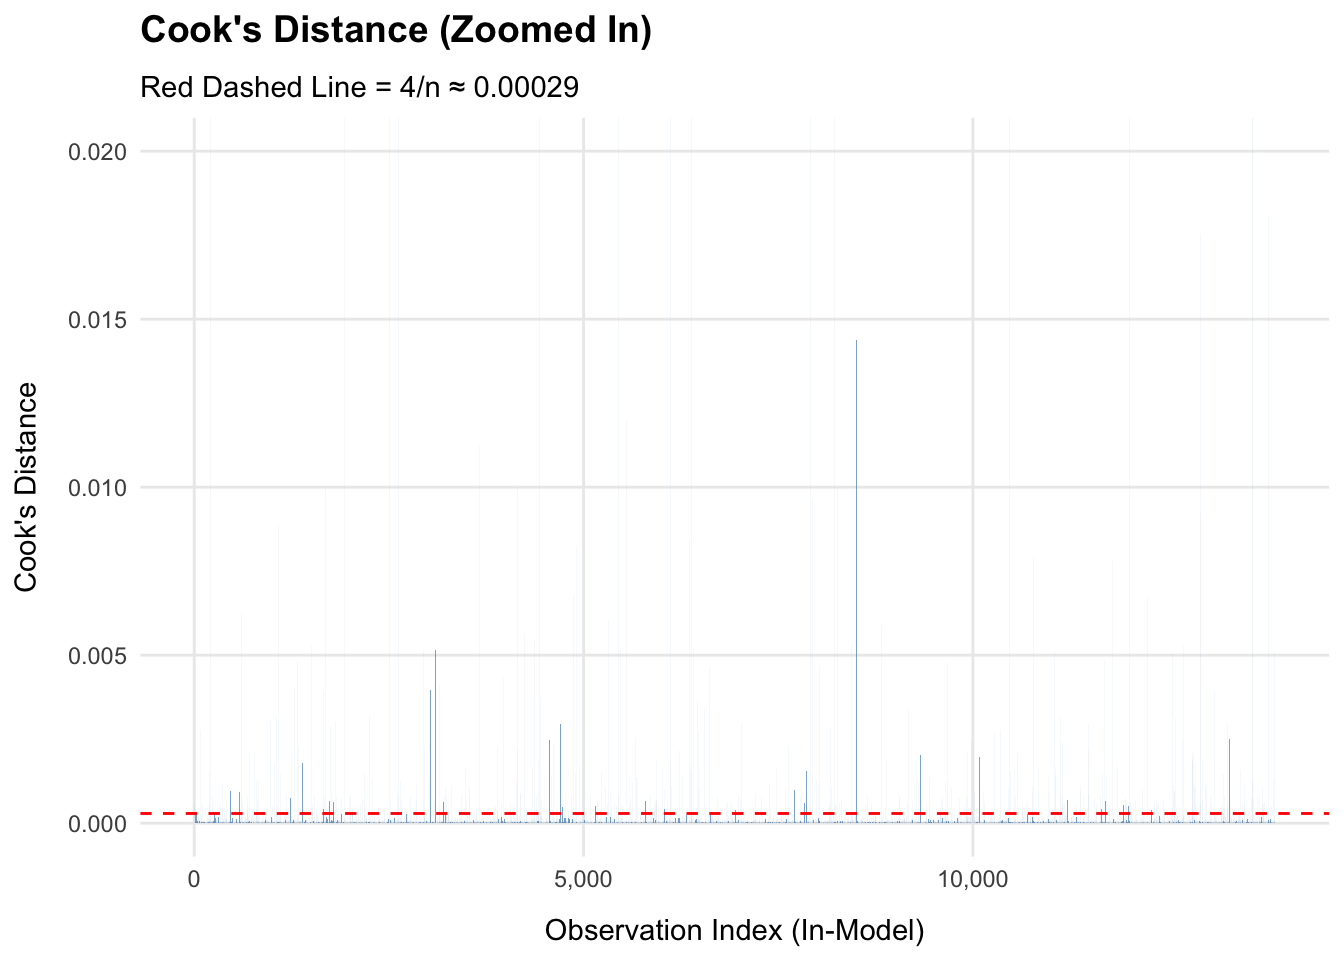 Cook's Distance (Zoomed In)
Red Dashed Line = 4/n ≈ 0.00029
0.020
0.015
0.010
0.005
0.000
Cook's Distance
0 5,000 10,000
Observation Index (In-Model)